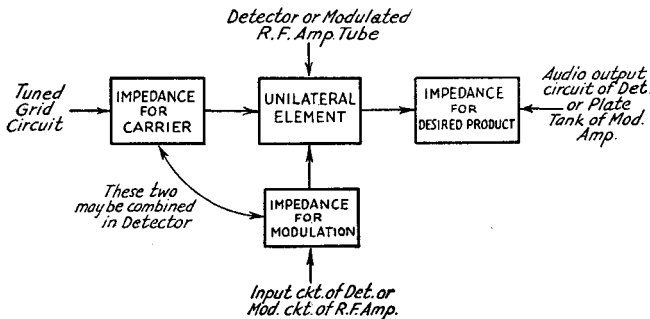 Detector or Modulated
R.F. Amp. Tube
Tuned
Grid
Circuit
IMPEDANCE
FOR
CARRIER
UNILATERAL
ELEMENT
IMPEDANCE
FOR
DESIRED PRODUCT
Audio output
circuit of Det.
or Plate
Tank of Mod.
Amp.
These two
may be combined
in Detector
IMPEDANCE
FOR
MODULATION
Input ckt. of Det. or
Mod. ckt. of R.F. Amp.